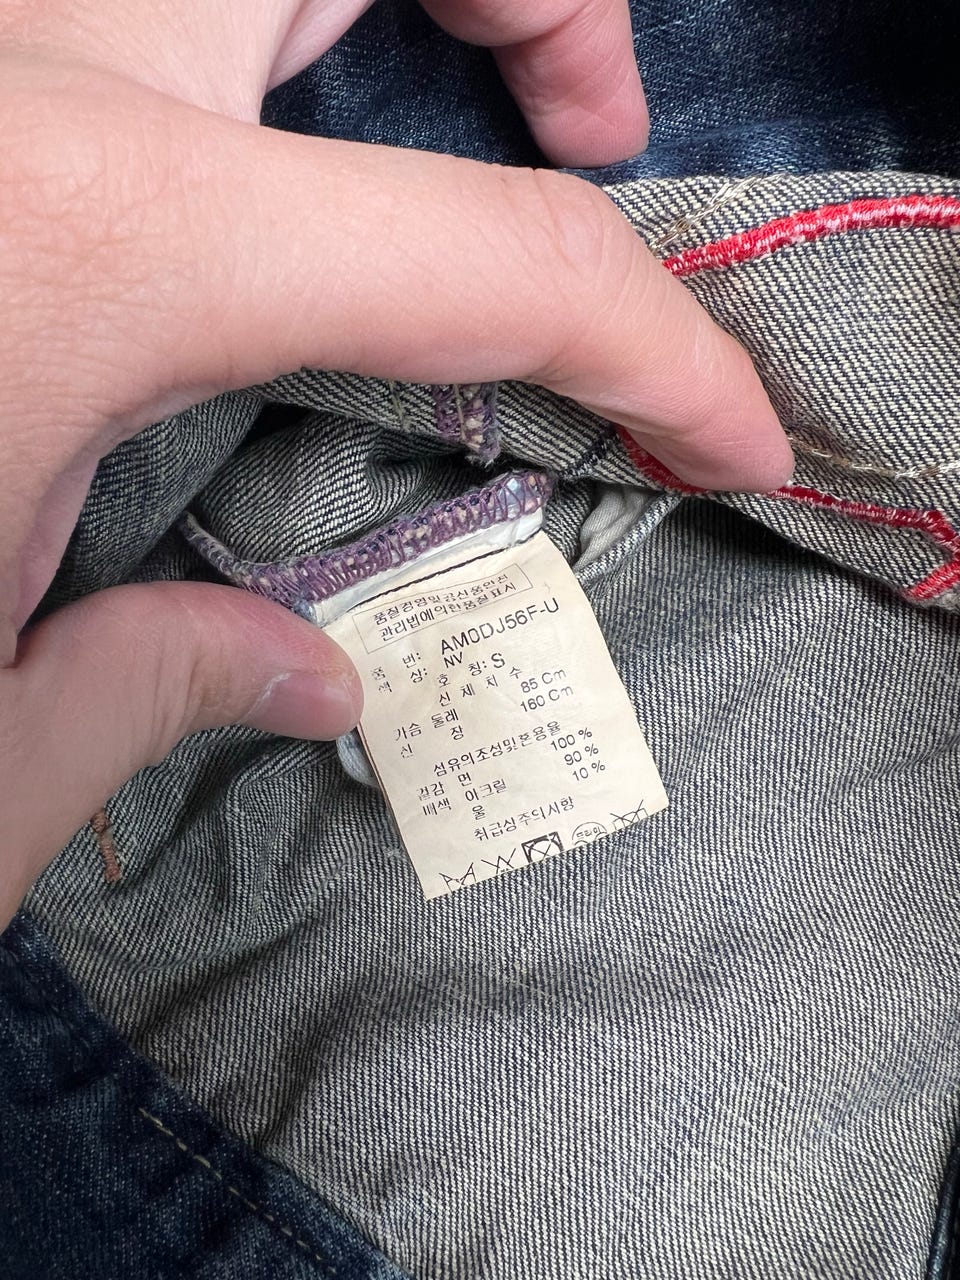 품질경영및공산품안전
관리법에의한품질표시
품 번: AM0DJ56F-U
색 상: NV
호 칭: S
신 체 치 수
가슴 둘레 85 Cm
신 장 160 Cm
섬유의조성및혼용율
겉감 면 100 %
배색 아크릴 90 %
울 10 %
취급상주의사항